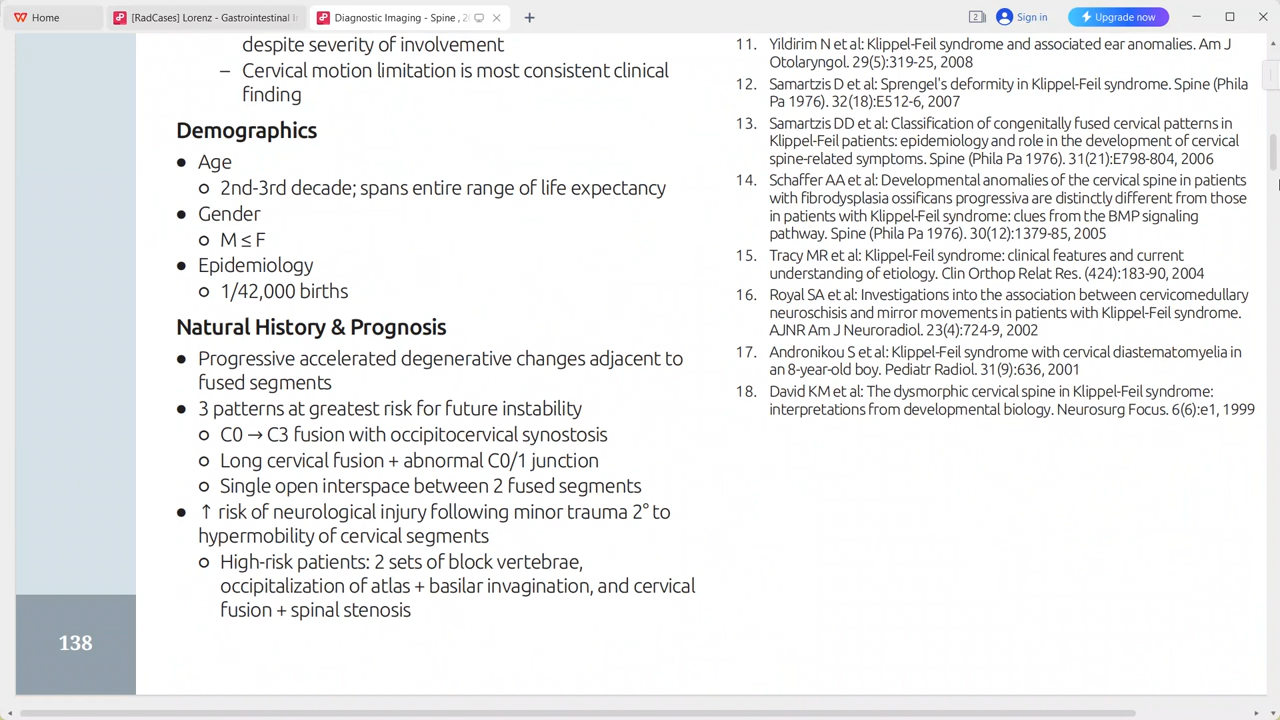 Home
[RadCases] Lorenz - Gastrointestinal I
Diagnostic Imaging - Spine , 2
2
Sign in
Upgrade now
despite severity of involvement
– Cervical motion limitation is most consistent clinical
finding
Demographics
● Age
○ 2nd-3rd decade; spans entire range of life expectancy
● Gender
○ M ≤ F
● Epidemiology
○ 1/42,000 births
Natural History & Prognosis
● Progressive accelerated degenerative changes adjacent to
fused segments
● 3 patterns at greatest risk for future instability
○ C0 → C3 fusion with occipitocervical synostosis
○ Long cervical fusion + abnormal C0/1 junction
○ Single open interspace between 2 fused segments
● ↑ risk of neurological injury following minor trauma 2° to
hypermobility of cervical segments
○ High-risk patients: 2 sets of block vertebrae,
occipitalization of atlas + basilar invagination, and cervical
fusion + spinal stenosis
11. Yildirim N et al: Klippel-Feil syndrome and associated ear anomalies. Am J
Otolaryngol. 29(5):319-25, 2008
12. Samartzis D et al: Sprengel's deformity in Klippel-Feil syndrome. Spine (Phila
Pa 1976). 32(18):E512-6, 2007
13. Samartzis DD et al: Classification of congenitally fused cervical patterns in
Klippel-Feil patients: epidemiology and role in the development of cervical
spine-related symptoms. Spine (Phila Pa 1976). 31(21):E798-804, 2006
14. Schaffer AA et al: Developmental anomalies of the cervical spine in patients
with fibrodysplasia ossificans progressiva are distinctly different from those
in patients with Klippel-Feil syndrome: clues from the BMP signaling
pathway. Spine (Phila Pa 1976). 30(12):1379-85, 2005
15. Tracy MR et al: Klippel-Feil syndrome: clinical features and current
understanding of etiology. Clin Orthop Relat Res. (424):183-90, 2004
16. Royal SA et al: Investigations into the association between cervicomedullary
neuroschisis and mirror movements in patients with Klippel-Feil syndrome.
AJNR Am J Neuroradiol. 23(4):724-9, 2002
17. Andronikou S et al: Klippel-Feil syndrome with cervical diastematomyelia in
an 8-year-old boy. Pediatr Radiol. 31(9):636, 2001
18. David KM et al: The dysmorphic cervical spine in Klippel-Feil syndrome:
interpretations from developmental biology. Neurosurg Focus. 6(6):e1, 1999
138